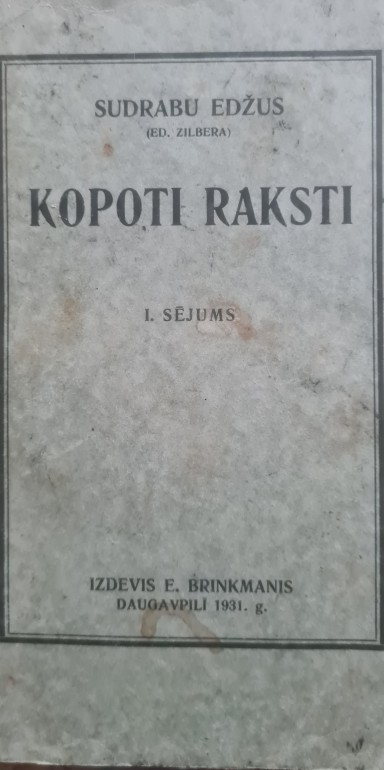 SUDRABU EDŽUS
(ED. ZILBERA)
KOPOTI RAKSTI
I. SĒJUMS
IZDEVIS E. BRINKMANIS
DAUGAVPILĪ 1931. g.